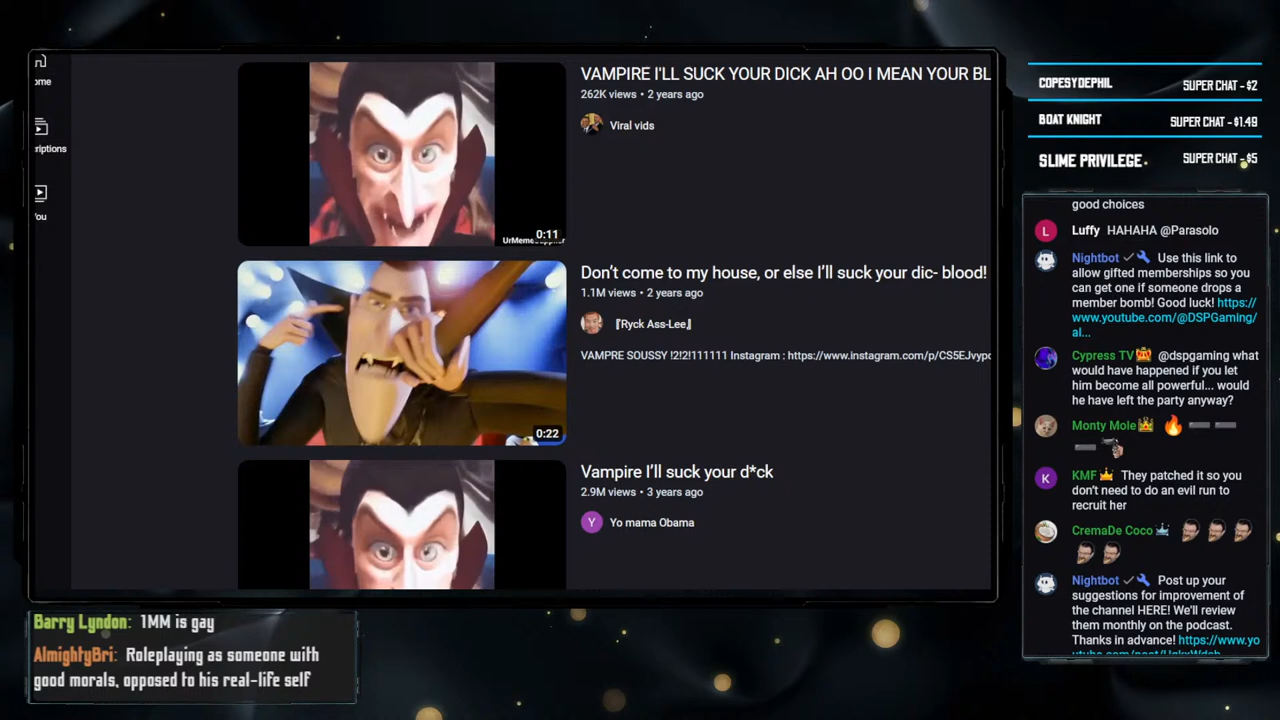 ome
riptions
ou
VAMPIRE I'LL SUCK YOUR DICK AH OO I MEAN YOUR BL
262K views • 2 years ago
Viral vids
0:11
Don't come to my house, or else I'll suck your dic- blood!
1.1M views • 2 years ago
『Ryck Ass-Lee』
VAMPRE SOUSSY !2!2!111111 Instagram : https://www.instagram.com/p/CS5EJvypc
0:22
Vampire I'll suck your d*ck
2.9M views • 3 years ago
Y
Yo mama Obama
COPESYDEPHIL SUPER CHAT - $2
BOAT KNIGHT SUPER CHAT - $1.49
SLIME PRIVILEGE SUPER CHAT - $5
good choices
L Luffy HAHAHA @Parasolo
Nightbot Use this link to
allow gifted memberships so you
can get one if someone drops a
member bomb! Good luck! https://
www.youtube.com/@DSPGaming/
al...
Cypress TV @dspgaming what
would have happened if you let
him become all powerful... would
he have left the party anyway?
Monty Mole
K KMF They patched it so you
don't need to do an evil run to
recruit her
CremaDe Coco
Nightbot Post up your
suggestions for improvement of
the channel HERE! We'll review
them monthly on the podcast.
Thanks in advance! https://www.yo
Barry Lyndon: 1MM is gay
AlmightyBri: Roleplaying as someone with
good morals, opposed to his real-life self